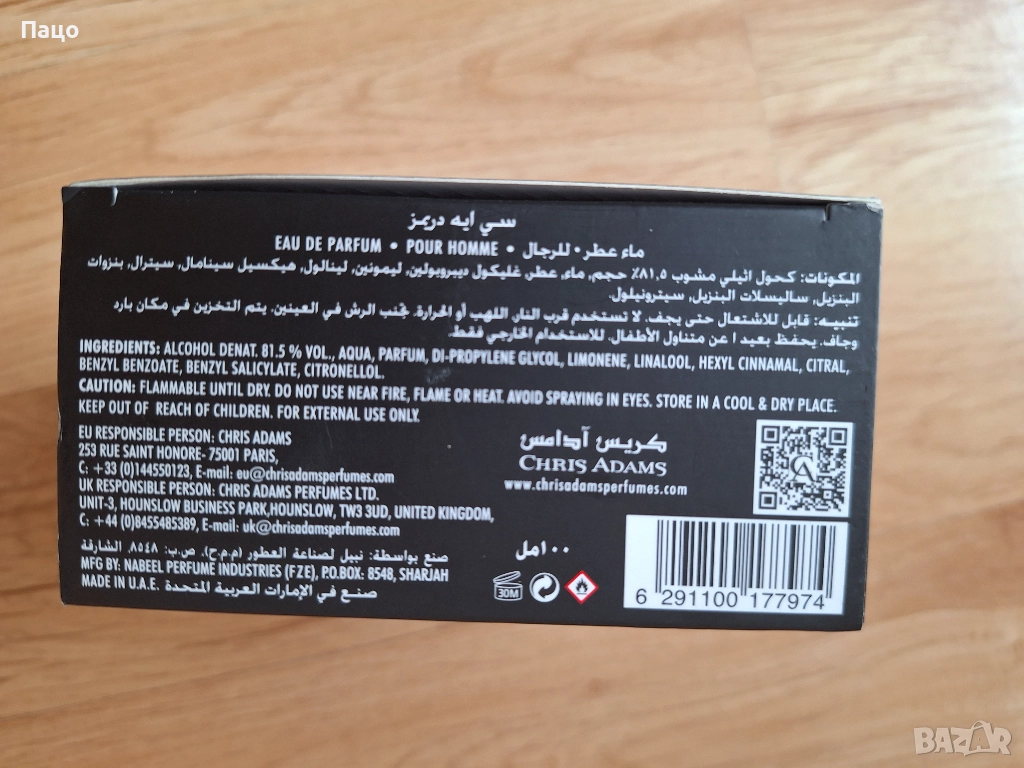 Пацо
سي ايه دريمز
EAU DE PARFUM • POUR HOMME • ماء عطر • للرجال
المكونات: كحول اثيلي مشوب ٨١,٥٪ حجم, ماء, عطر, غليكول ديبروبولين, ليمونين, لينالول, هيكسيل سينامال, سيترال, بنزوات
البنزيل, ساليسلات البنزيل, سيترونيلول.
تنبيه: قابل للاشتعال حتى يجف. لا تستخدم قرب النار, اللهب أو الحرارة. تجنب الرش في العينين. يتم التخزين في مكان بارد
وجاف. يحفظ بعيدا عن متناول الأطفال. للاستخدام الخارجي فقط.
INGREDIENTS: ALCOHOL DENAT. 81.5 % VOL., AQUA, PARFUM, DI-PROPYLENE GLYCOL, LIMONENE, LINALOOL, HEXYL CINNAMAL, CITRAL,
BENZYL BENZOATE, BENZYL SALICYLATE, CITRONELLOL.
CAUTION: FLAMMABLE UNTIL DRY. DO NOT USE NEAR FIRE, FLAME OR HEAT. AVOID SPRAYING IN EYES. STORE IN A COOL & DRY PLACE.
KEEP OUT OF REACH OF CHILDREN. FOR EXTERNAL USE ONLY.
EU RESPONSIBLE PERSON: CHRIS ADAMS
253 RUE SAINT HONORE- 75001 PARIS,
C: +33 (0)144550123, E-mail: eu@chrisadamsperfumes.com
UK RESPONSIBLE PERSON: CHRIS ADAMS PERFUMES LTD.
UNIT-3, HOUNSLOW BUSINESS PARK,HOUNSLOW, TW3 3UD, UNITED KINGDOM,
C: +44 (0)8455485389, E-mail: uk@chrisadamsperfumes.com
صنع بواسطة: نبيل لصناعة العطور (م.م.ح). ص.ب: ٨٥٤٨, الشارقة
MFG BY: NABEEL PERFUME INDUSTRIES (FZE), P.O.BOX: 8548, SHARJAH
MADE IN U.A.E. صنع في الإمارات العربية المتحدة
كريس آدامس
CHRIS ADAMS
www.chrisadamsperfumes.com
١٠٠مل
30M
6 291100 177974
BAZAR